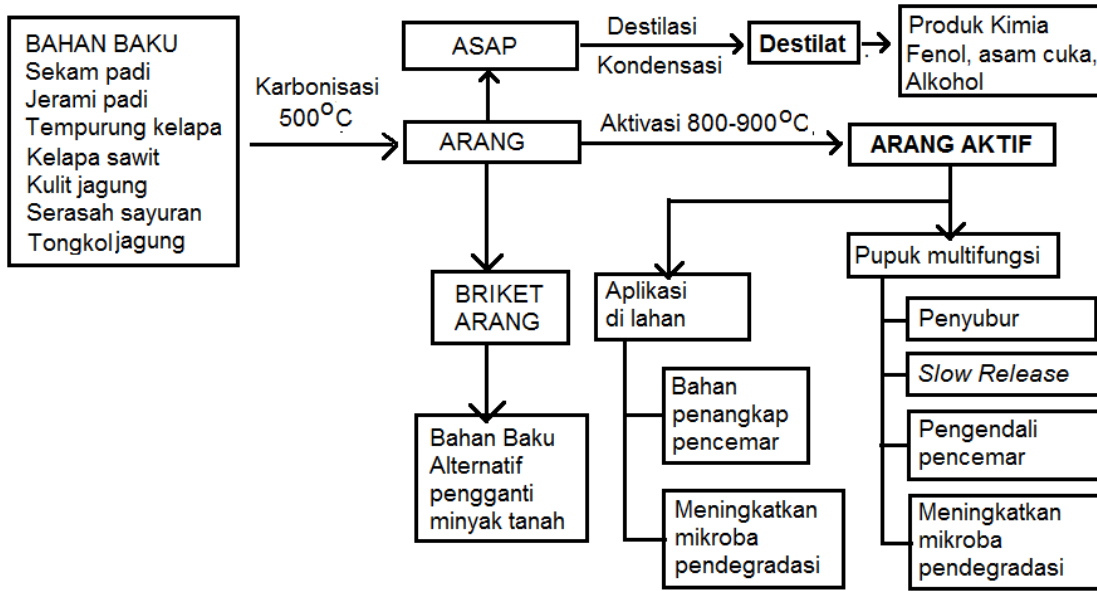 BAHAN BAKU
Sekam padi
Jerami padi
Tempurung kelapa
Kelapa sawit
Kulit jagung
Serasah sayuran
Tongkol jagung
Karbonisasi
500°C
ASAP
Destilasi
Kondensasi
Destilat
Produk Kimia
Fenol, asam cuka,
Alkohol
ARANG
Aktivasi 800-900°C,
ARANG AKTIF
BRIKET
ARANG
Bahan Baku
Alternatif
pengganti
minyak tanah
Aplikasi
di lahan
Bahan
penangkap
pencemar
Meningkatkan
mikroba
pendegradasi
Pupuk multifungsi
Penyubur
Slow Release
Pengendali
pencemar
Meningkatkan
mikroba
pendegradasi